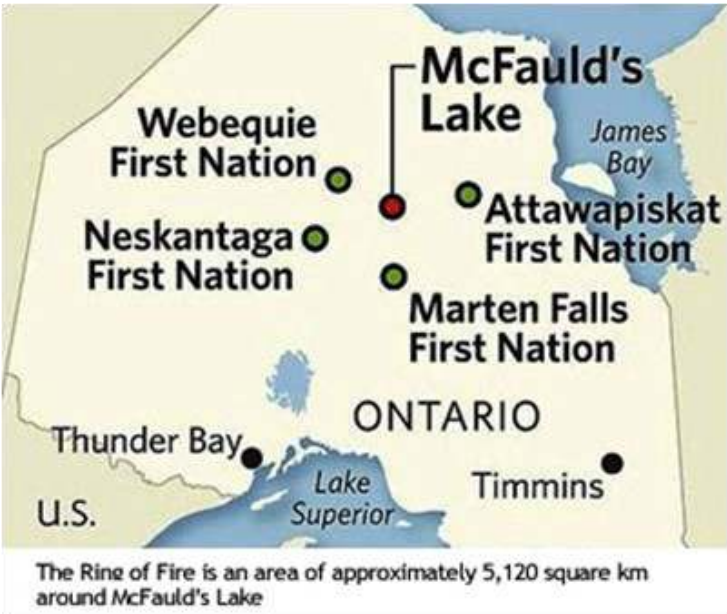 McFauld's
Lake
Webequie
First Nation
James
Bay
Attawapiskat
First Nation
Neskantaga
First Nation
Marten Falls
First Nation
ONTARIO
Thunder Bay
Lake
Superior
Timmins
U.S.
The Ring of Fire is an area of approximately 5,120 square km
around McFauld's Lake